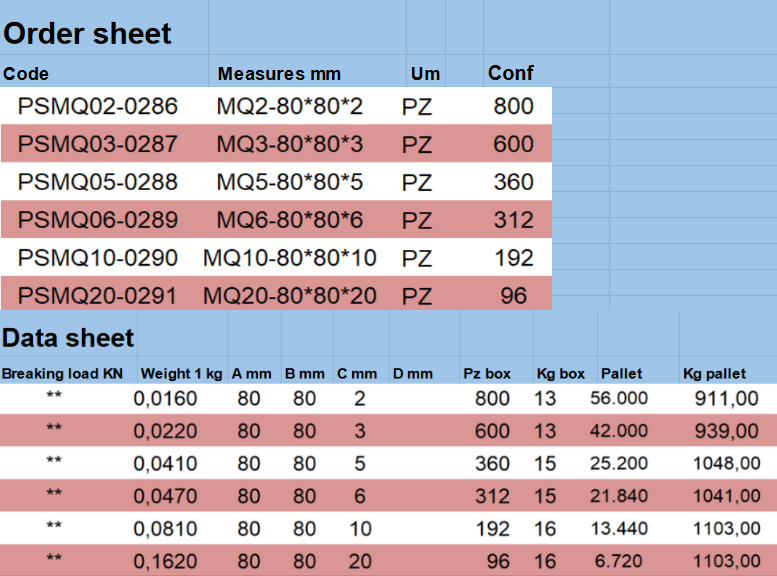 Order sheet
Code Measures mm Um Conf
PSMQ02-0286 MQ2-80*80*2 PZ 800
PSMQ03-0287 MQ3-80*80*3 PZ 600
PSMQ05-0288 MQ5-80*80*5 PZ 360
PSMQ06-0289 MQ6-80*80*6 PZ 312
PSMQ10-0290 MQ10-80*80*10 PZ 192
PSMQ20-0291 MQ20-80*80*20 PZ 96
Data sheet
Breaking load KN Weight 1 kg A mm B mm C mm D mm Pz box Kg box Pallet Kg pallet
** 0,0160 80 80 2 800 13 56.000 911,00
** 0,0220 80 80 3 600 13 42.000 939,00
** 0,0410 80 80 5 360 15 25.200 1048,00
** 0,0470 80 80 6 312 15 21.840 1041,00
** 0,0810 80 80 10 192 16 13.440 1103,00
** 0,1620 80 80 20 96 16 6.720 1103,00